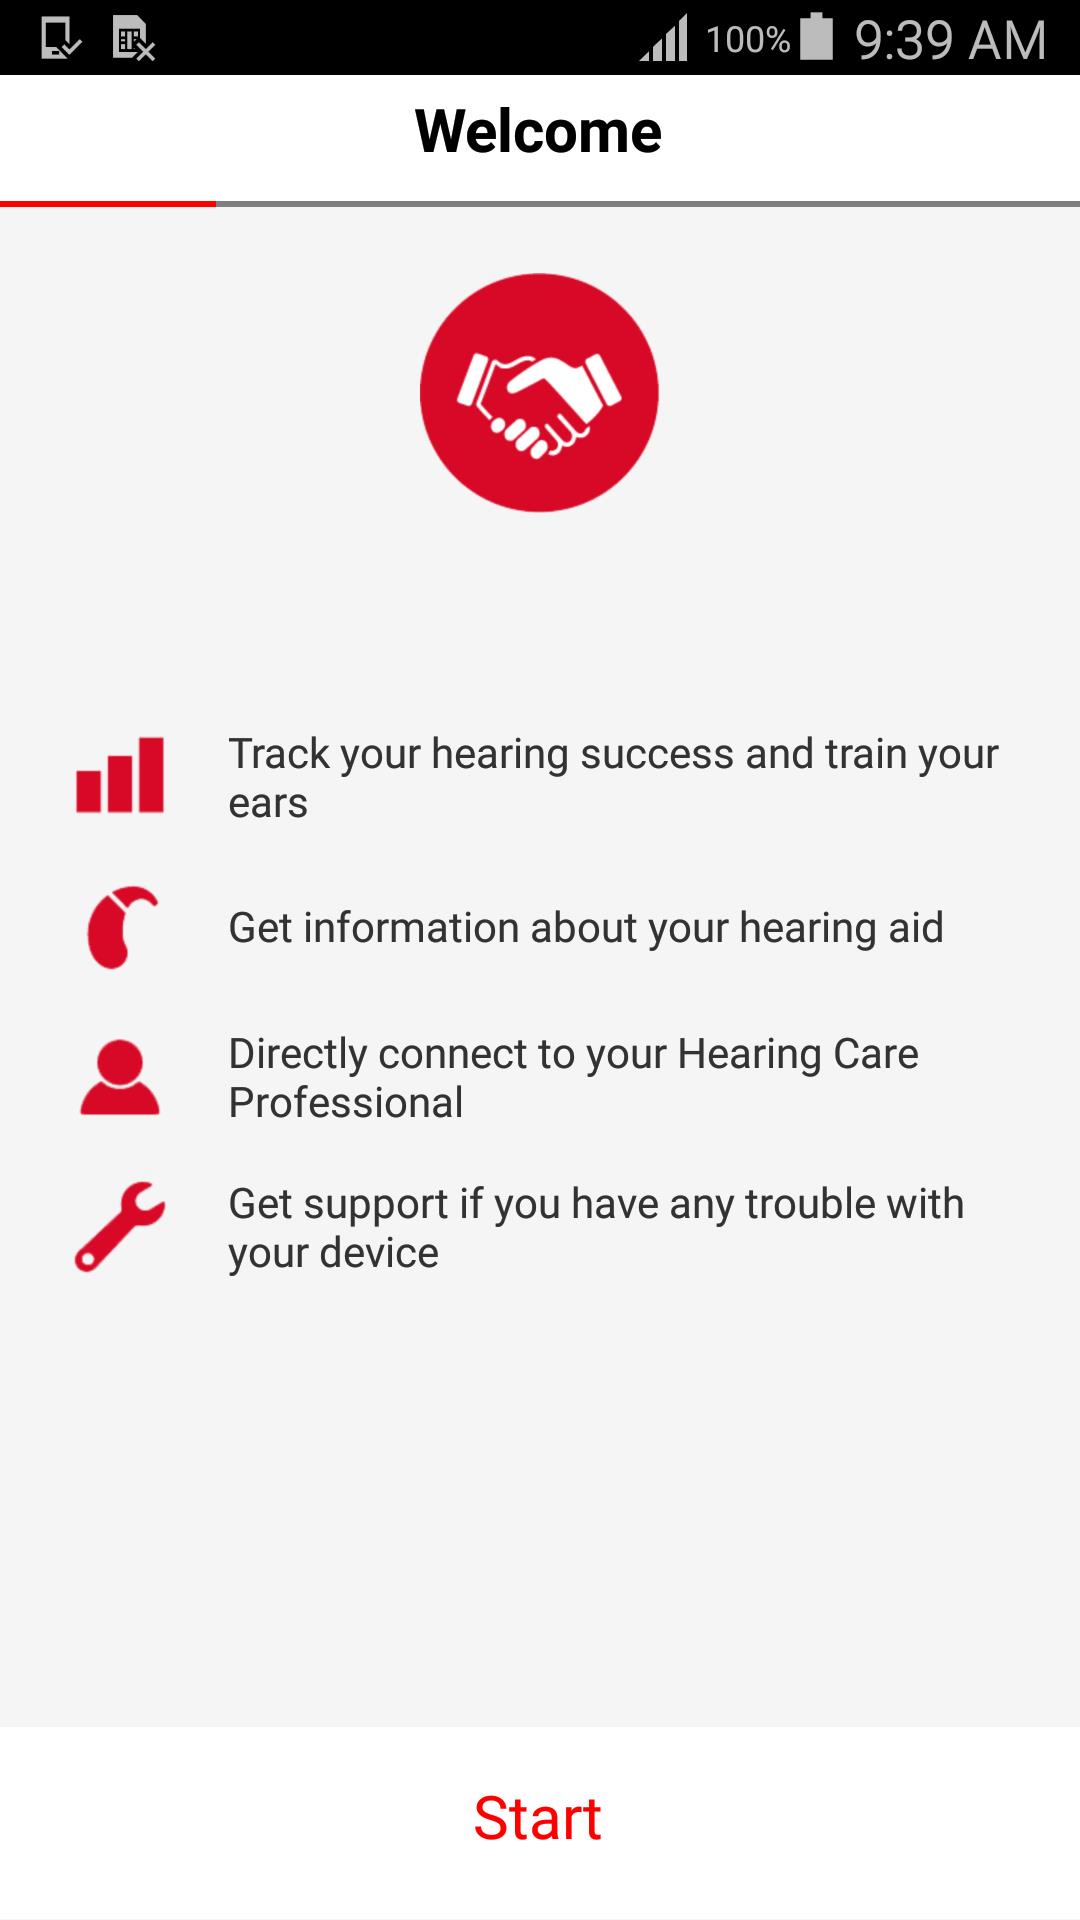 100% 9:39 AM
Welcome
Track your hearing success and train your
ears
Get information about your hearing aid
Directly connect to your Hearing Care
Professional
Get support if you have any trouble with
your device
Start